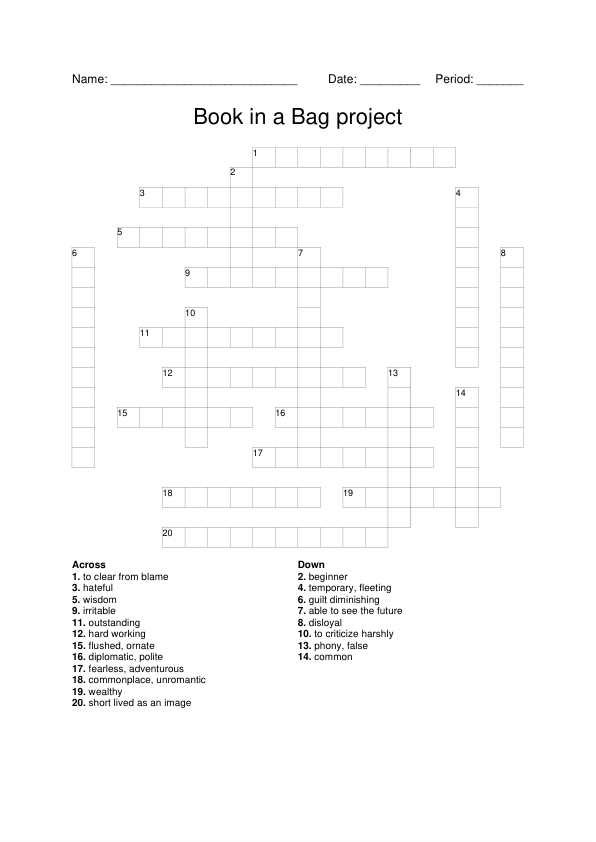 Name: ____________________________ Date: _________ Period: _______
Book in a Bag project
1
2
3 4
5
6 7 8
9
10
11
12 13
14
15 16
17
18 19
20
Across
1. to clear from blame
3. hateful
5. wisdom
9. irritable
11. outstanding
12. hard working
15. flushed, ornate
16. diplomatic, polite
17. fearless, adventurous
18. commonplace, unromantic
19. wealthy
20. short lived as an image
Down
2. beginner
4. temporary, fleeting
6. guilt diminishing
7. able to see the future
8. disloyal
10. to criticize harshly
13. phony, false
14. common